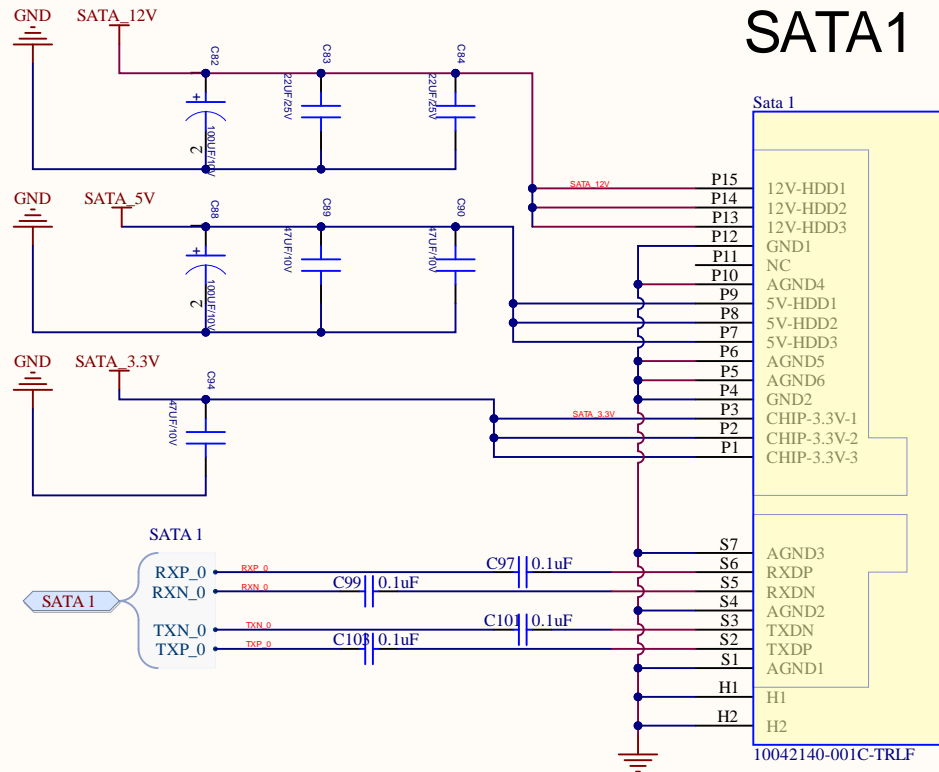 SATA1
GND
SATA_12V
C82
100UF/10V
2
+
C83
22UF/25V
C84
22UF/25V
GND
SATA_5V
C88
100UF/10V
2
+
C89
47UF/10V
C90
47UF/10V
GND
SATA_3.3V
C94
47UF/10V
Sata 1
SATA_12V
P15 12V-HDD1
P14 12V-HDD2
P13 12V-HDD3
P12 GND1
P11 NC
P10 AGND4
P9 5V-HDD1
P8 5V-HDD2
P7 5V-HDD3
P6 AGND5
P5 AGND6
P4 GND2
SATA_3.3V
P3 CHIP-3.3V-1
P2 CHIP-3.3V-2
P1 CHIP-3.3V-3
SATA 1
SATA 1
RXP_0 RXP_0 C97 0.1uF
RXN_0 RXN_0 C99 0.1uF
TXN_0 TXN_0 C101 0.1uF
TXP_0 TXP_0 C103 0.1uF
S7 AGND3
S6 RXDP
S5 RXDN
S4 AGND2
S3 TXDN
S2 TXDP
S1 AGND1
H1 H1
H2 H2
10042140-001C-TRLF